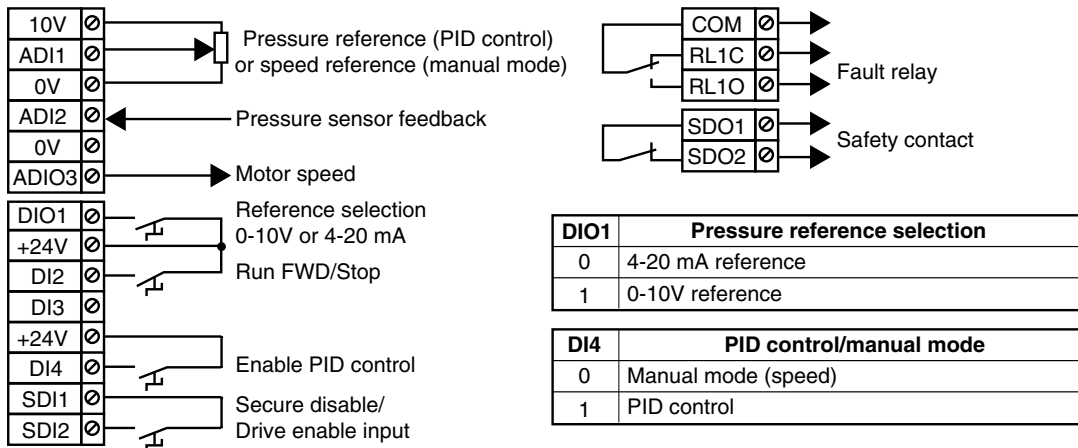 10V
ADI1
0V
ADI2
0V
ADIO3
Pressure reference (PID control)
or speed reference (manual mode)
Pressure sensor feedback
Motor speed
DIO1
+24V
DI2
DI3
+24V
DI4
SDI1
SDI2
Reference selection
0-10V or 4-20 mA
Run FWD/Stop
Enable PID control
Secure disable/
Drive enable input
COM
RL1C
RL1O
Fault relay
SDO1
SDO2
Safety contact
DIO1 Pressure reference selection
0 4-20 mA reference
1 0-10V reference
DI4 PID control/manual mode
0 Manual mode (speed)
1 PID control